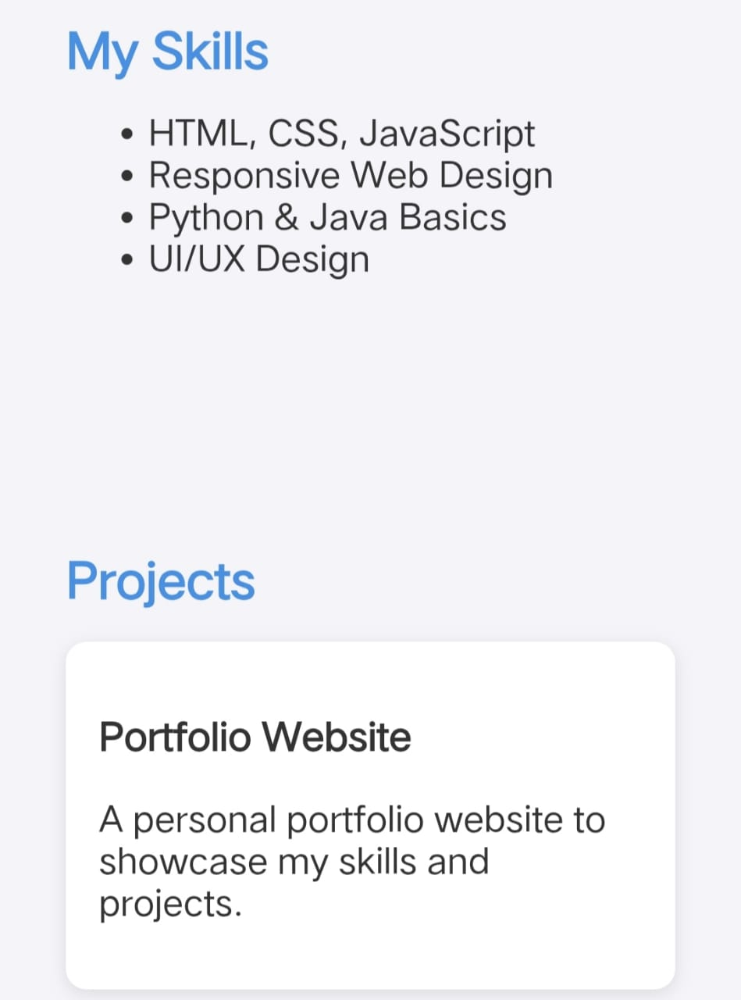 My Skills
• HTML, CSS, JavaScript
• Responsive Web Design
• Python & Java Basics
• UI/UX Design
Projects
Portfolio Website
A personal portfolio website to
showcase my skills and
projects.